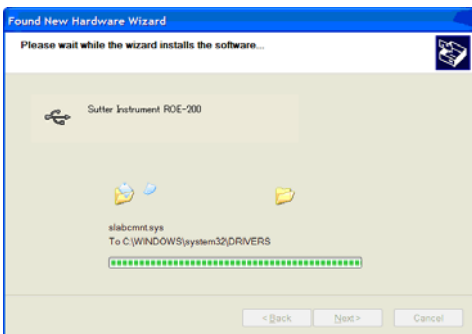 Found New Hardware Wizard
Please wait while the wizard installs the software...
Sutter Instrument ROE-200
slabcmnt.sys
To C:\WINDOWS\system32\DRIVERS
< Back Next > Cancel